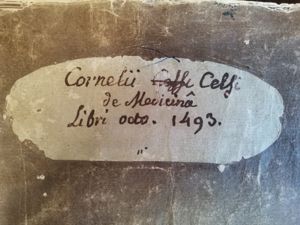 Cornelii Celsi
de Medicinâ
Libri octo. 1493.